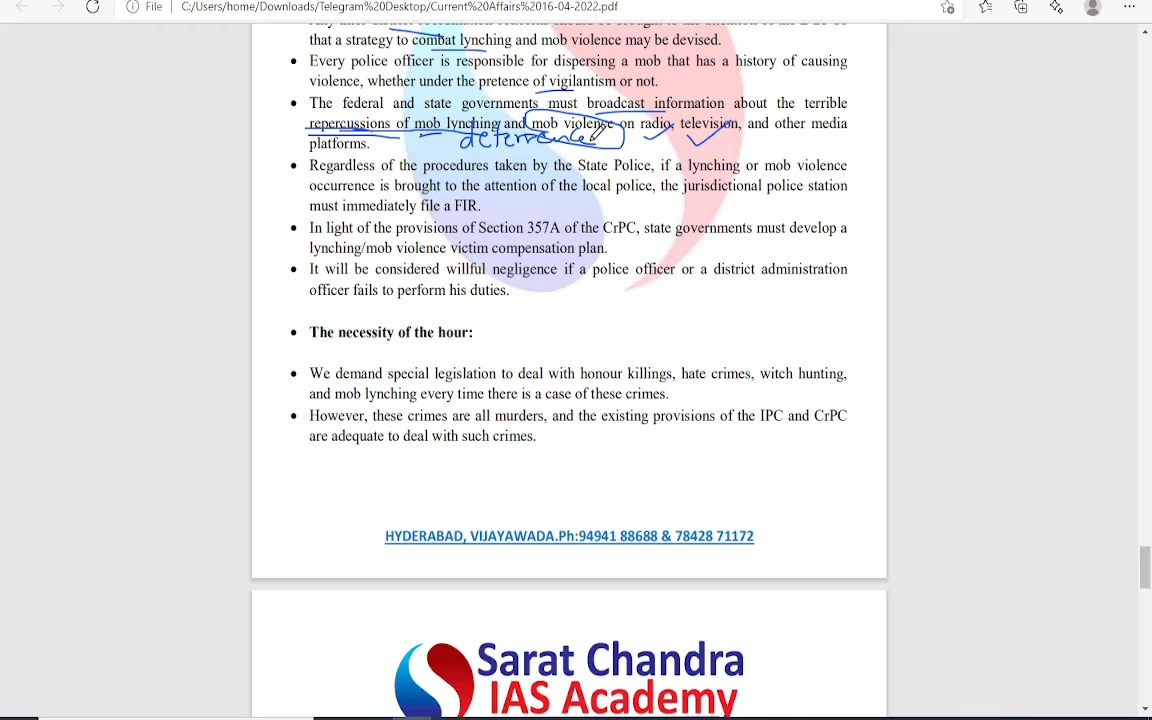 File
C:/Users/home/Downloads/Telegram%20Desktop/Current%20Affairs%2016-04-2022.pdf
that a strategy to combat lynching and mob violence may be devised.
• Every police officer is responsible for dispersing a mob that has a history of causing
violence, whether under the pretence of vigilantism or not.
• The federal and state governments must broadcast information about the terrible
repercussions of mob lynching and mob violence on radio, television, and other media
deterrence
platforms.
• Regardless of the procedures taken by the State Police, if a lynching or mob violence
occurrence is brought to the attention of the local police, the jurisdictional police station
must immediately file a FIR.
• In light of the provisions of Section 357A of the CrPC, state governments must develop a
lynching/mob violence victim compensation plan.
• It will be considered willful negligence if a police officer or a district administration
officer fails to perform his duties.
• The necessity of the hour:
• We demand special legislation to deal with honour killings, hate crimes, witch hunting,
and mob lynching every time there is a case of these crimes.
• However, these crimes are all murders, and the existing provisions of the IPC and CrPC
are adequate to deal with such crimes.
HYDERABAD, VIJAYAWADA.Ph:94941 88688 & 78428 71172
Sarat Chandra
IAS Academy